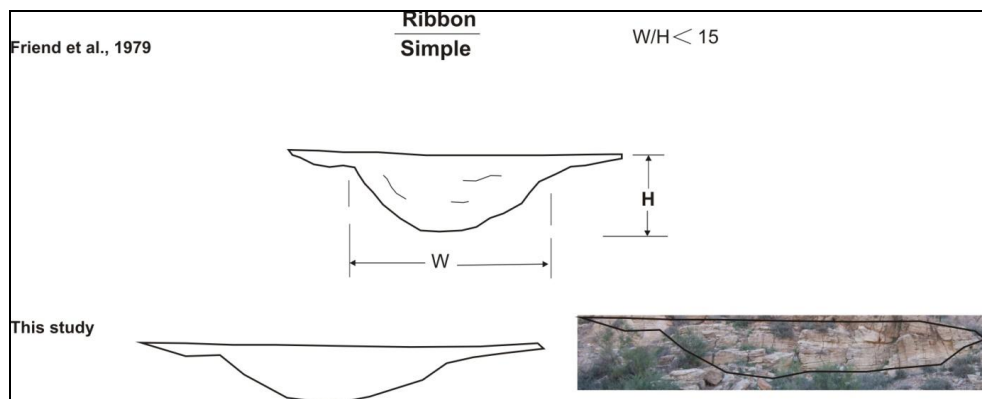 Ribbon
Friend et al., 1979
Simple
W/H< 15
H
W
This study